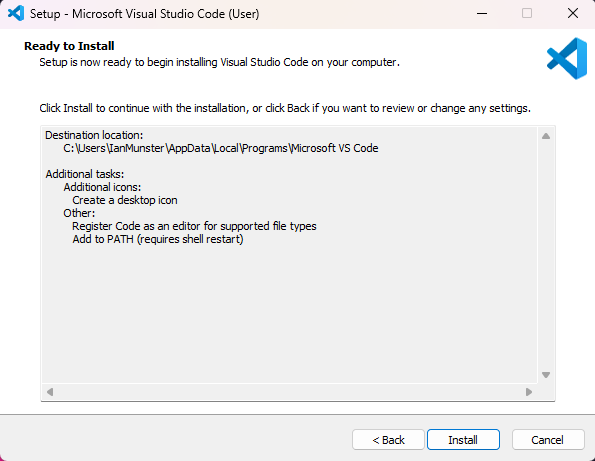 Setup - Microsoft Visual Studio Code (User)
Ready to Install
Setup is now ready to begin installing Visual Studio Code on your computer.
Click Install to continue with the installation, or click Back if you want to review or change any settings.
Destination location:
C:\Users\IanMunster\AppData\Local\Programs\Microsoft VS Code
Additional tasks:
Additional icons:
Create a desktop icon
Other:
Register Code as an editor for supported file types
Add to PATH (requires shell restart)
< Back
Install
Cancel